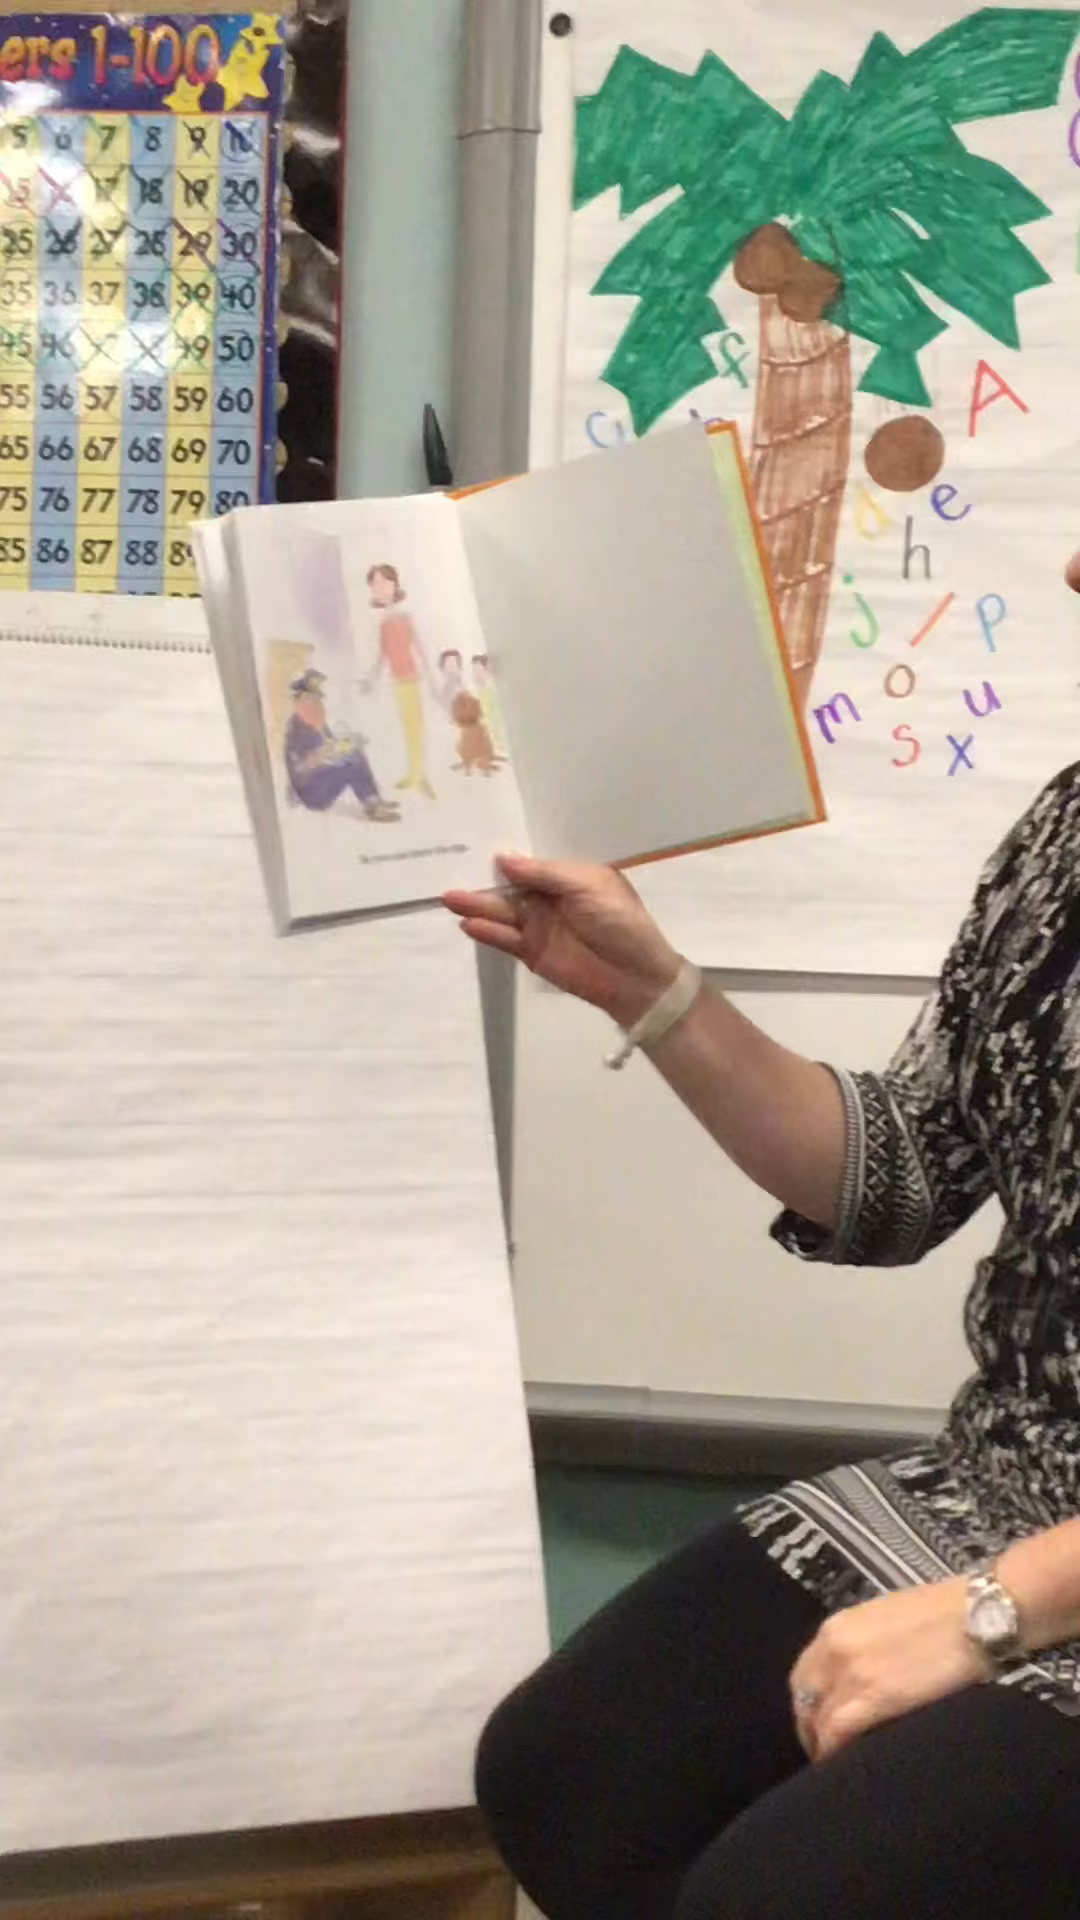 ers 1-100
5 6 7 8 9 10
15 16 17 18 19 20
25 26 27 28 29 30
35 36 37 38 39 40
45 46 49 50
55 56 57 58 59 60
65 66 67 68 69 70
75 76 77 78 79 80
85 86 87 88
f
A
e
h
j l p
m o u
s x